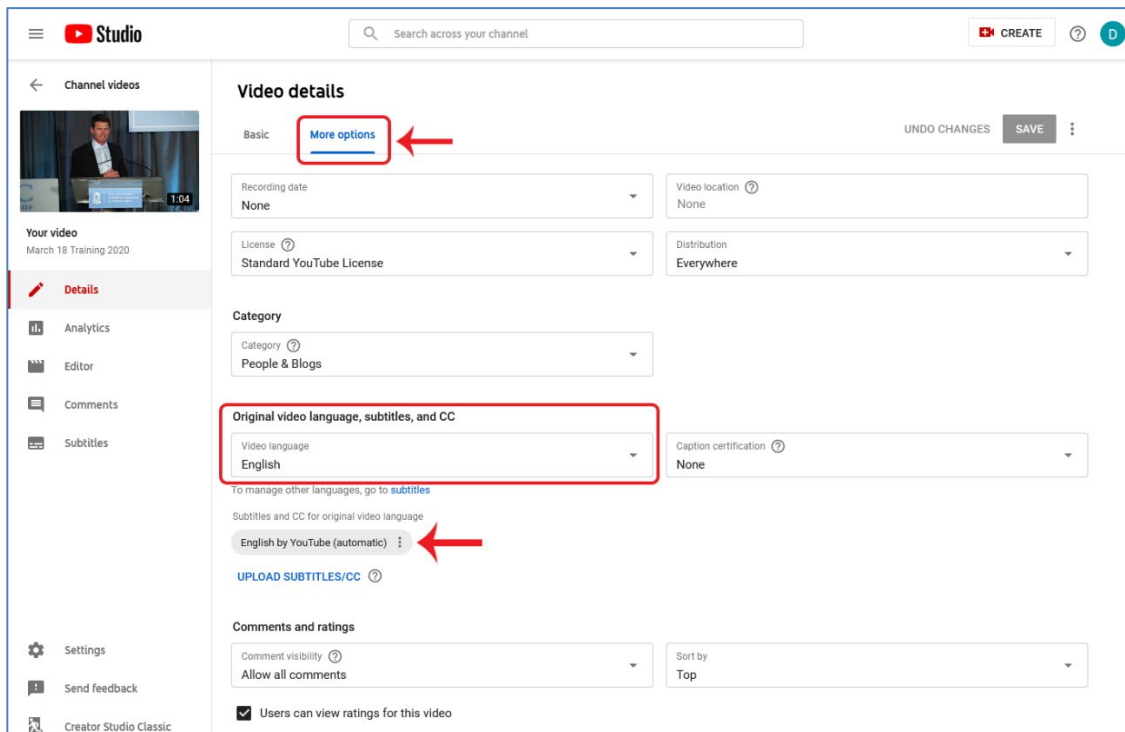 Studio
Search across your channel
CREATE
D
Channel videos
1:04
Your video
March 18 Training 2020
Details
Analytics
Editor
Comments
Subtitles
Settings
Send feedback
Creator Studio Classic
Video details
Basic
More options
UNDO CHANGES
SAVE
Recording date
None
Video location
None
License
Standard YouTube License
Distribution
Everywhere
Category
Category
People & Blogs
Original video language, subtitles, and CC
Video language
English
Caption certification
None
To manage other languages, go to subtitles
Subtitles and CC for original video language
English by YouTube (automatic)
UPLOAD SUBTITLES/CC
Comments and ratings
Comment visibility
Allow all comments
Sort by
Top
Users can view ratings for this video